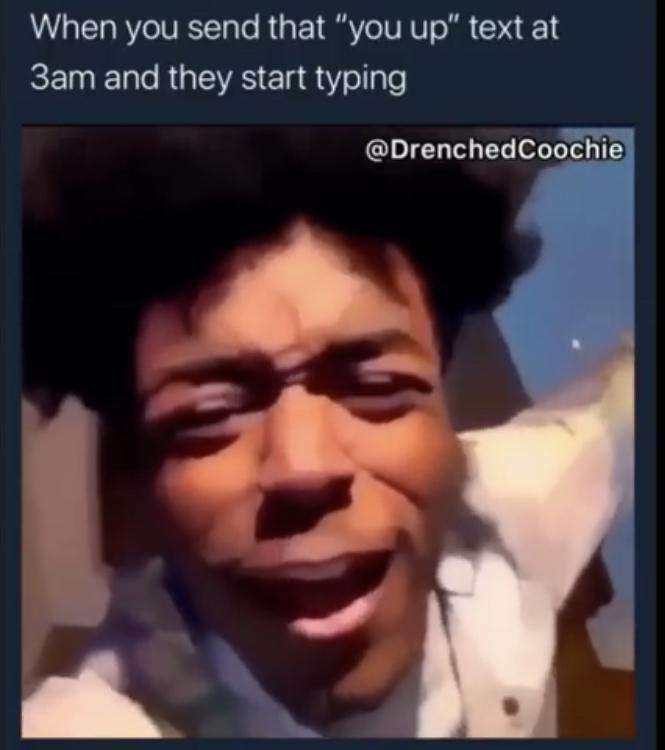 When you send that “you up” text at
3am and they start typing
@DrenchedCoochie